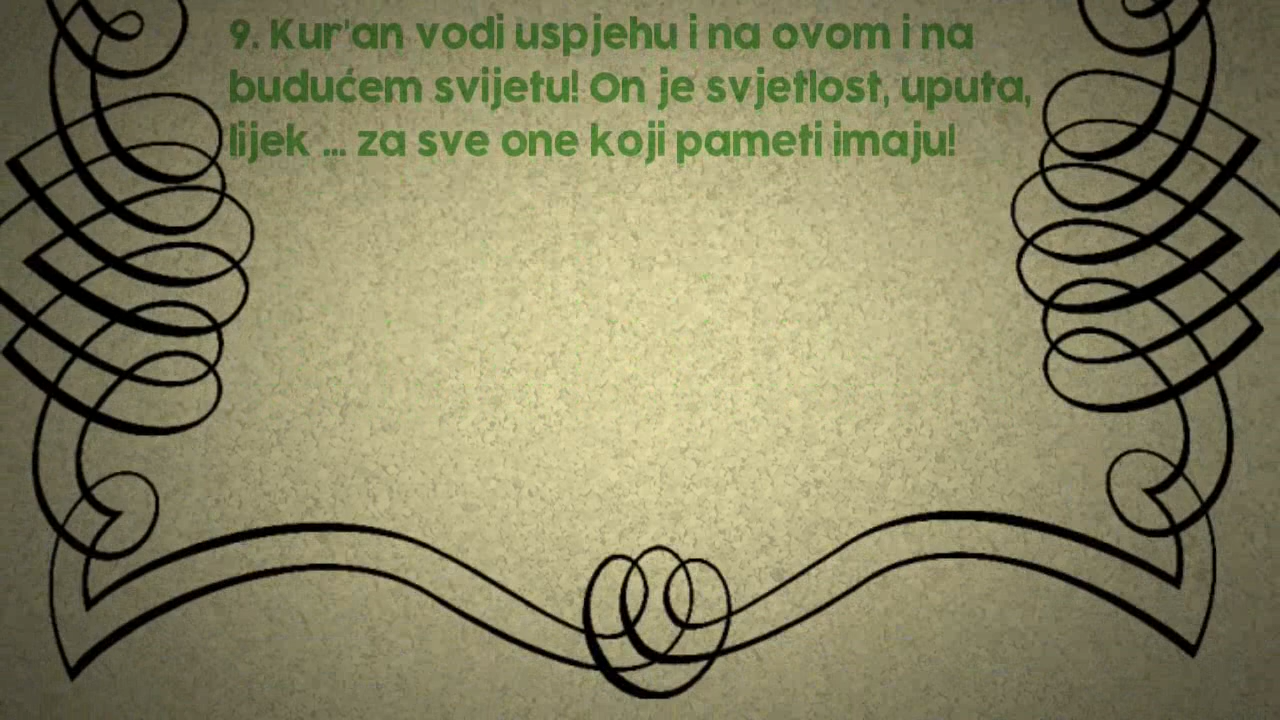 9. Kur'an vodi uspjehu i na ovom i na
budućem svijetu! On je svjetlost, uputa,
lijek ... za sve one koji pameti imaju!